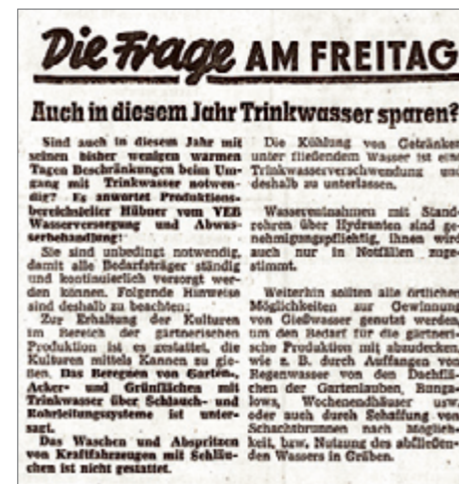 Die Frage AM FREITAG
Auch in diesem Jahr Trinkwasser sparen?
Sind auch in diesem Jahr mit
seinen bisher wenigen warmen
Tagen Beschränkungen beim Um-
gang mit Trinkwasser notwen-
dig? Es anwortet Produktions-
bereichsleiter Hübner vom VEB
Wasserversorgung und Abwas-
serbehandlung:
Sie sind unbedingt notwendig,
damit alle Bedarfsträger ständig
und kontinuierlich versorgt wer-
den können. Folgende Hinweise
sind deshalb zu beachten:
Zur Erhaltung der Kulturen
im Bereich der gärtnerischen
Produktion ist es gestattet, die
Kulturen mittels Kannen zu gie-
ßen. Das Beregnen von Garten-,
Acker- und Grünflächen mit
Trinkwasser über Schlauch- und
Rohrleitungssysteme ist unter-
sagt.
Das Waschen und Abspritzen
von Kraftfahrzeugen mit Schläu-
chen ist nicht gestattet.
Die Kühlung von Getränken
unter fließendem Wasser ist eine
Trinkwasserverschwendung und
deshalb zu unterlassen.
Wasserentnahmen mit Stand-
rohren über Hydranten sind ge-
nehmigungspflichtig, ihnen wird
auch nur in Notfällen zuge-
stimmt.
Weiterhin sollten alle örtlichen
Möglichkeiten zur Gewinnung
von Gießwasser genutzt werden,
um den Bedarf für die gärtneri-
sche Produktion mit abzudecken,
wie z. B. durch Auffangen von
Regenwasser von den Dachflä-
chen der Gartenlauben, Bunga-
lows, Wochenendhäuser usw.
oder auch durch Schaffung von
Schachtbrunnen nach Möglich-
keit, bzw. Nutzung des abfließen-
den Wassers in Gräben.